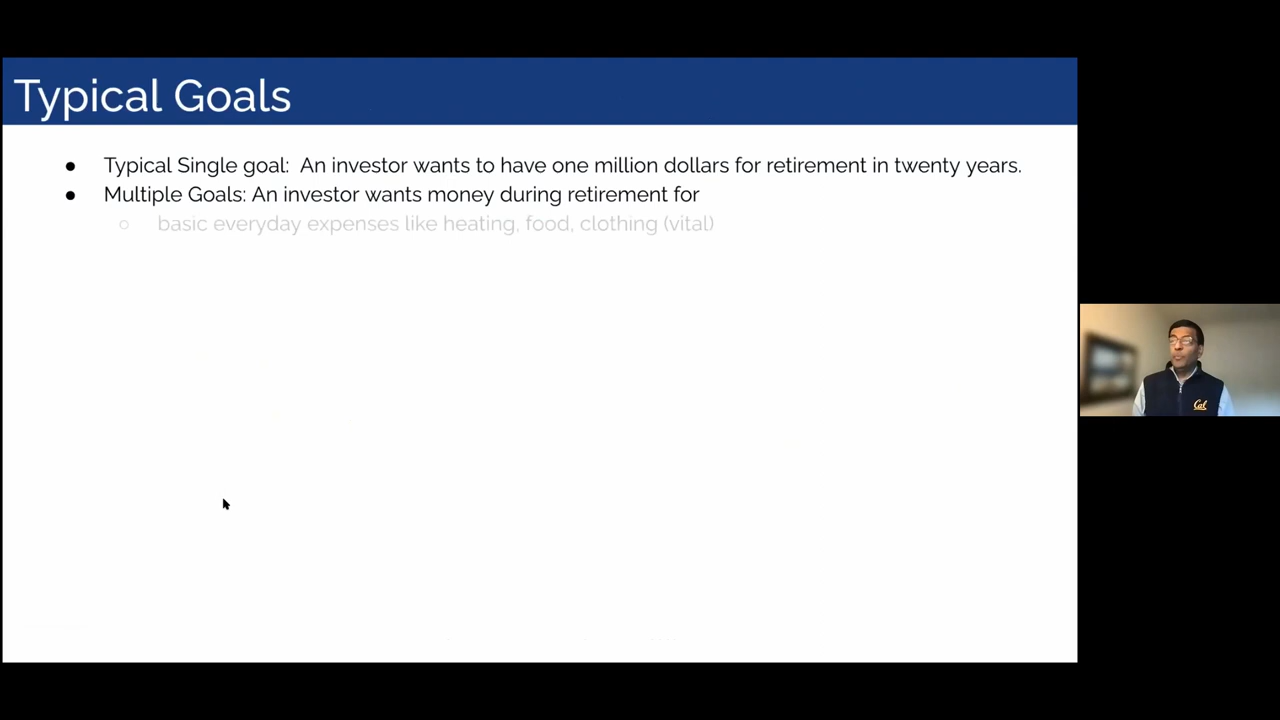 Typical Goals
● Typical Single goal:  An investor wants to have one million dollars for retirement in twenty years.
● Multiple Goals: An investor wants money during retirement for
○ basic everyday expenses like heating, food, clothing (vital)
Cal